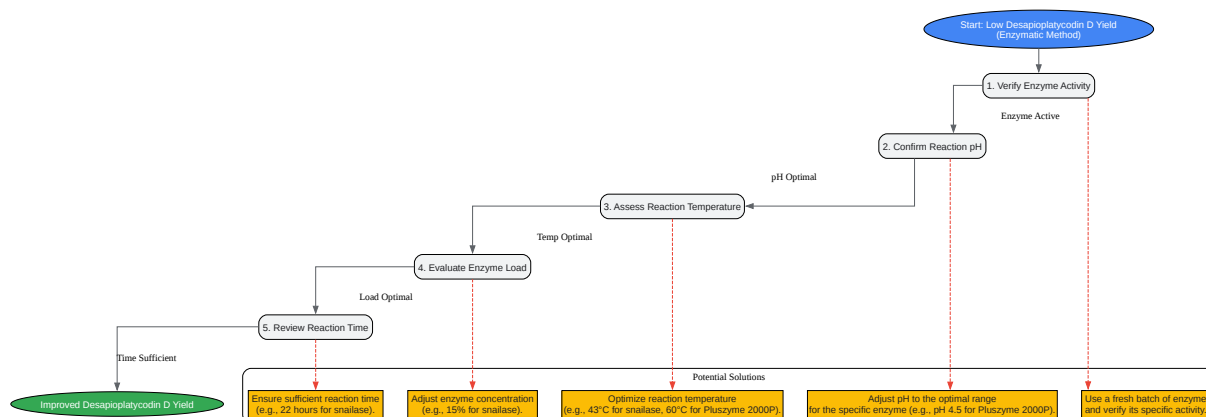 Start: Low Desapioplatycodin D Yield
(Enzymatic Method)
1. Verify Enzyme Activity
Enzyme Active
2. Confirm Reaction pH
pH Optimal
3. Assess Reaction Temperature
Temp Optimal
4. Evaluate Enzyme Load
Load Optimal
5. Review Reaction Time
Time Sufficient
Improved Desapioplatycodin D Yield
Potential Solutions
Ensure sufficient reaction time
(e.g., 22 hours for snailase).
Adjust enzyme concentration
(e.g., 15% for snailase).
Optimize reaction temperature
(e.g., 43°C for snailase, 60°C for Pluszyme 2000P).
Adjust pH to the optimal range
for the specific enzyme (e.g., pH 4.5 for Pluszyme 2000P).
Use a fresh batch of enzyme
and verify its specific activity.